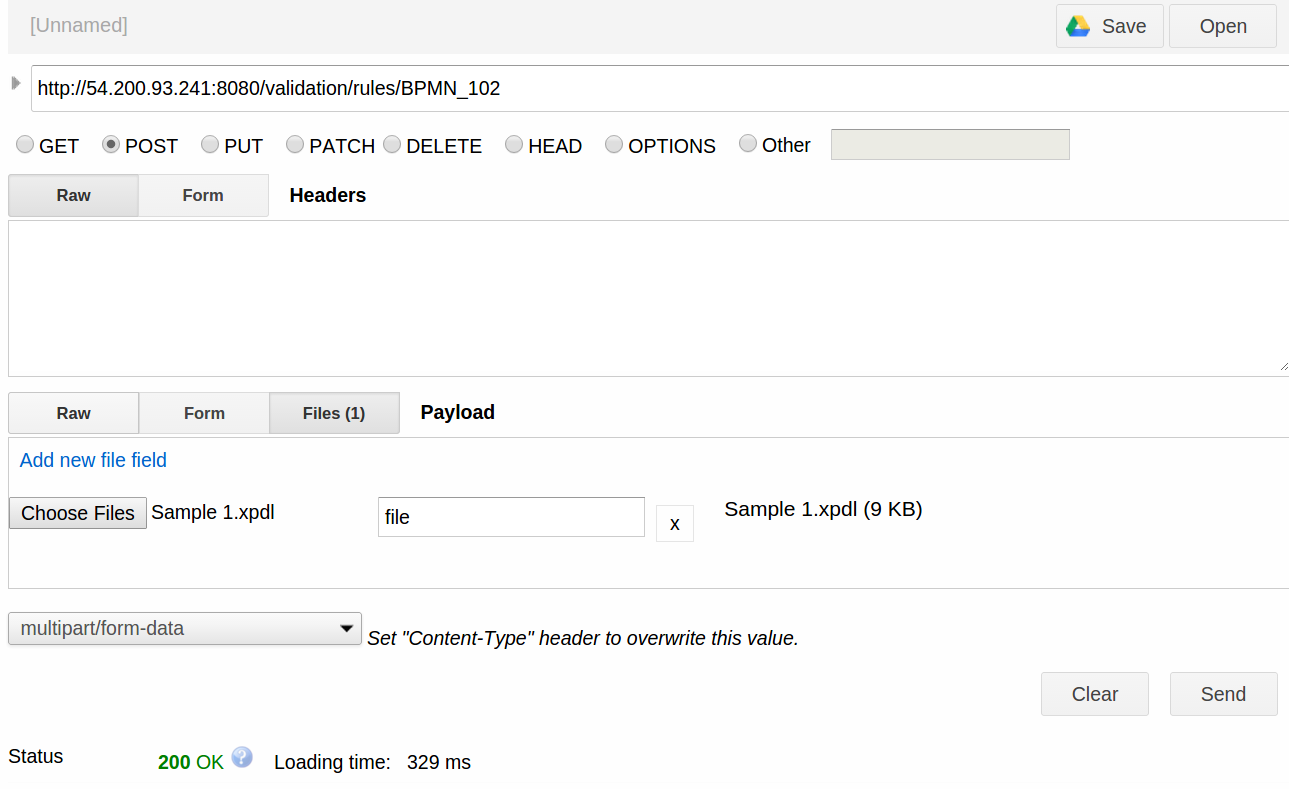 [Unnamed] Save Open
http://54.200.93.241:8080/validation/rules/BPMN_102
GET POST PUT PATCH DELETE HEAD OPTIONS Other
Raw Form Headers
Raw Form Files (1) Payload
Add new file field
Choose Files Sample 1.xpdl file x Sample 1.xpdl (9 KB)
multipart/form-data Set "Content-Type" header to overwrite this value.
Clear Send
Status 200 OK ? Loading time: 329 ms